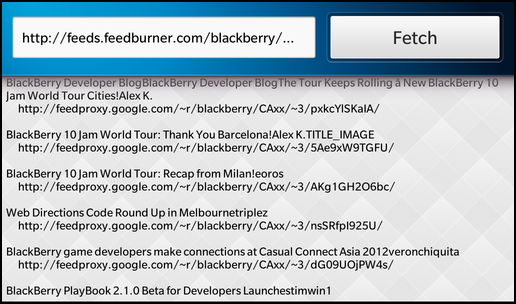 http://feeds.feedburner.com/blackberry/...
Fetch
BlackBerry Developer BlogBlackBerry Developer BlogThe Tour Keeps Rolling â New BlackBerry 10
Jam World Tour Cities!Alex K.
http://feedproxy.google.com/~r/blackberry/CAxx/~3/pxkcYlSKaIA/
BlackBerry 10 Jam World Tour: Thank You Barcelona!Alex K.TITLE_IMAGE
http://feedproxy.google.com/~r/blackberry/CAxx/~3/5Ae9xW9TGFU/
BlackBerry 10 Jam World Tour: Recap from Milan!eoros
http://feedproxy.google.com/~r/blackberry/CAxx/~3/AKg1GH2O6bc/
Web Directions Code Round Up in Melbournetriplez
http://feedproxy.google.com/~r/blackberry/CAxx/~3/nsSRfpI925U/
BlackBerry game developers make connections at Casual Connect Asia 2012veronchiquita
http://feedproxy.google.com/~r/blackberry/CAxx/~3/dG09UOjPW4s/
BlackBerry PlayBook 2.1.0 Beta for Developers Launchestimwin1